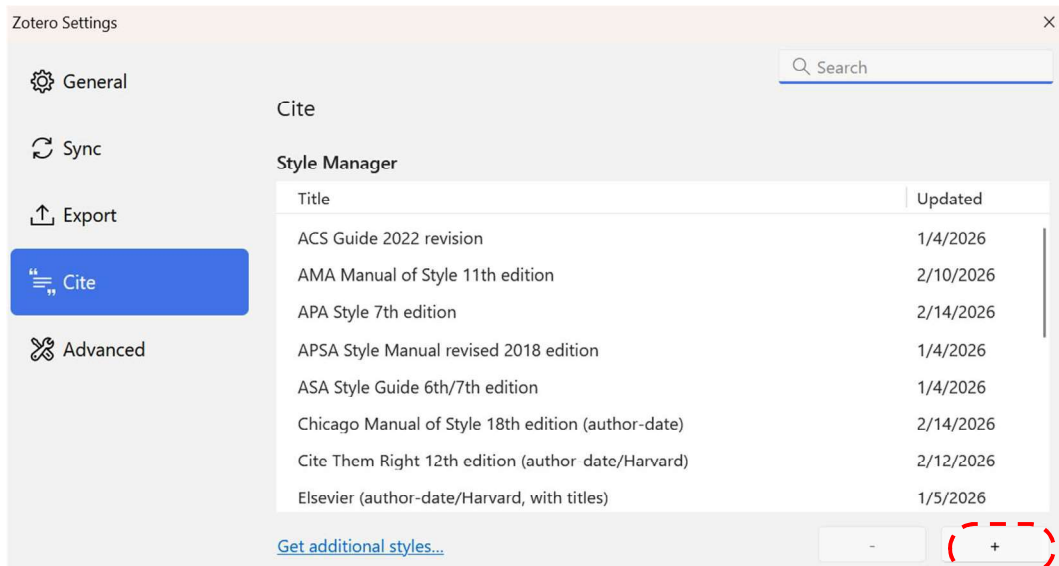 Zotero Settings
×
General
Sync
Export
Cite
Advanced
Search
Cite
Style Manager
Title Updated
ACS Guide 2022 revision 1/4/2026
AMA Manual of Style 11th edition 2/10/2026
APA Style 7th edition 2/14/2026
APSA Style Manual revised 2018 edition 1/4/2026
ASA Style Guide 6th/7th edition 1/4/2026
Chicago Manual of Style 18th edition (author-date) 2/14/2026
Cite Them Right 12th edition (author-date/Harvard) 2/12/2026
Elsevier (author-date/Harvard, with titles) 1/5/2026
Get additional styles... - +